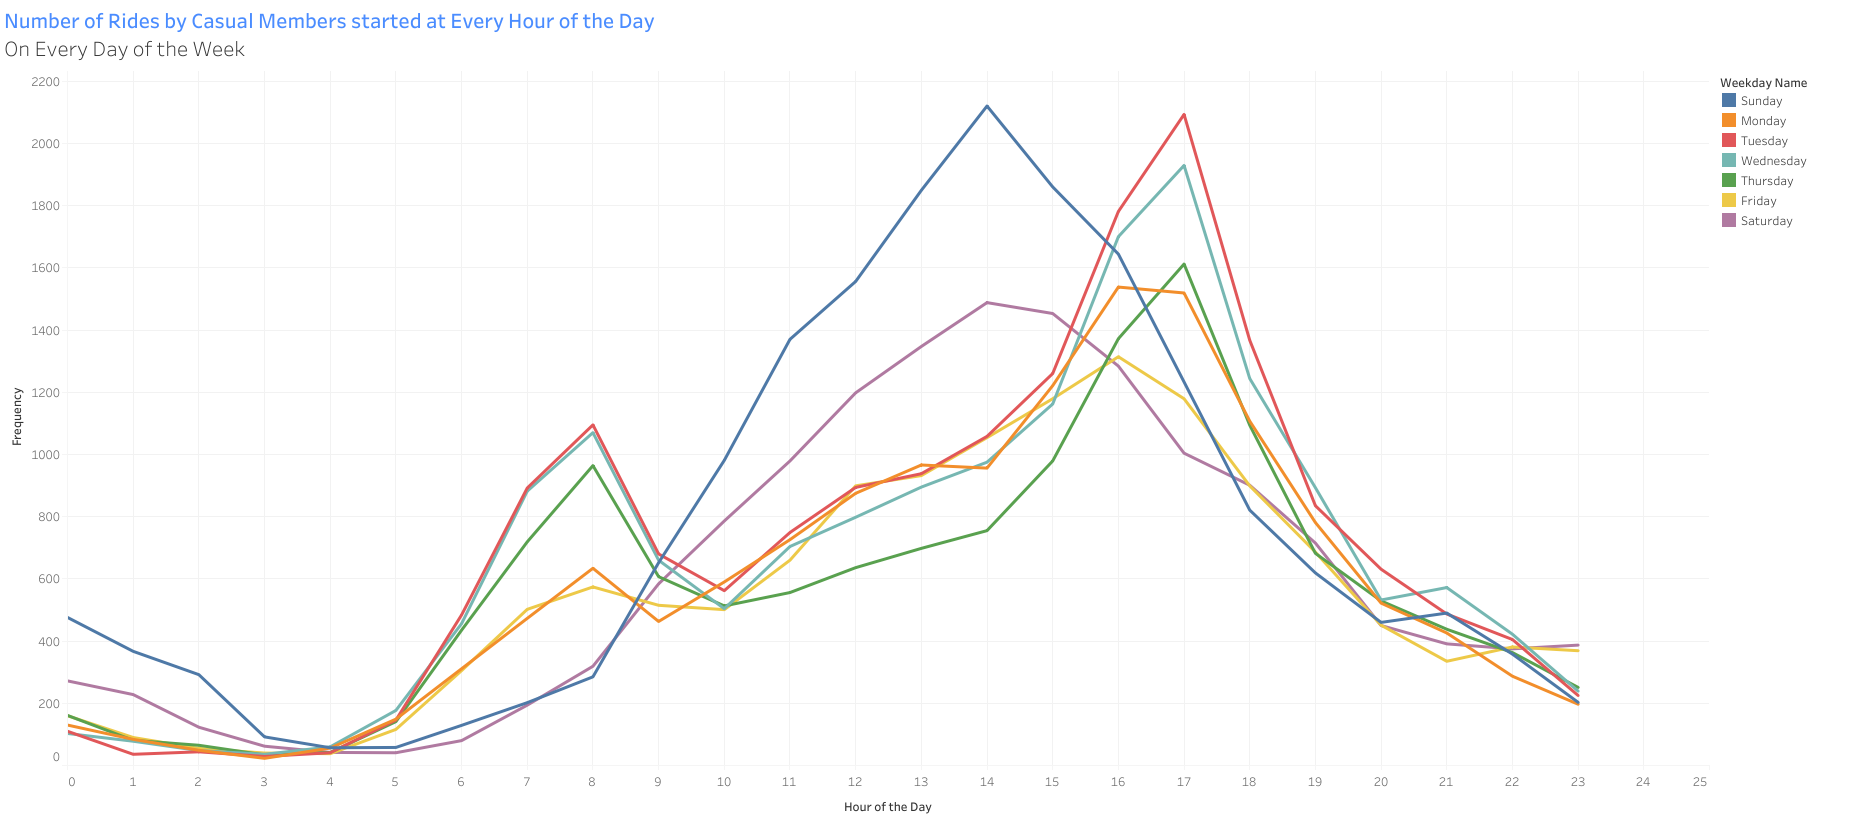 Number of Rides by Casual Members started at Every Hour of the Day
On Every Day of the Week
2200
2000
1800
1600
1400
1200
1000
800
600
400
200
0
Frequency
0 1 2 3 4 5 6 7 8 9 10 11 12 13 14 15 16 17 18 19 20 21 22 23 24 25
Hour of the Day
Weekday Name
Sunday
Monday
Tuesday
Wednesday
Thursday
Friday
Saturday